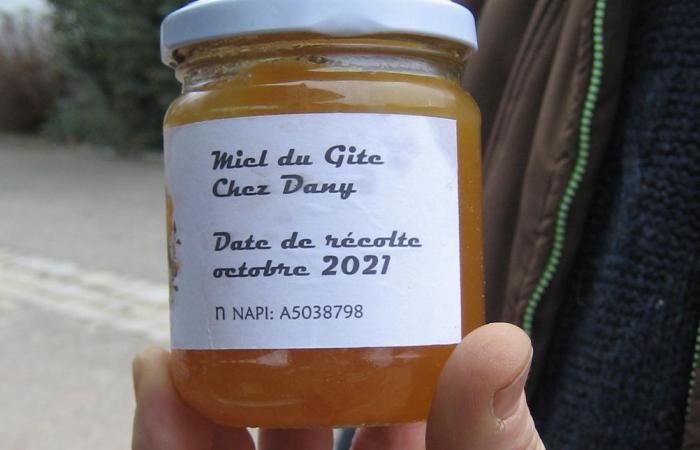 Miel du Gite
Chez Dany
Date de récolte
octobre 2021
n NAPI: A5038798